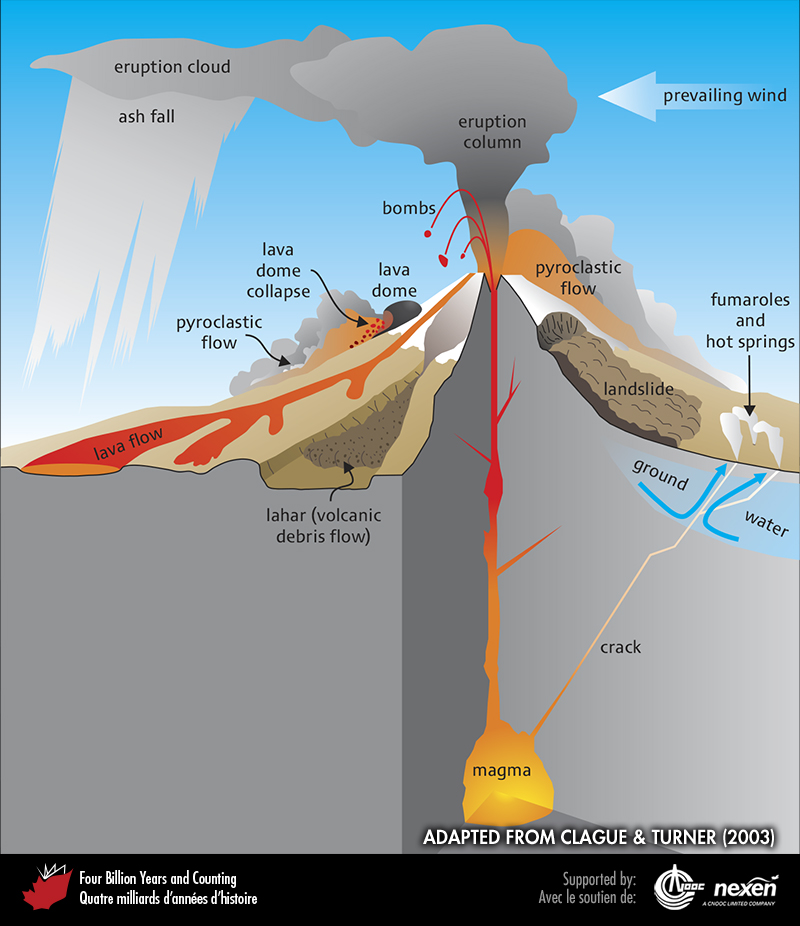 eruption cloud
ash fall
prevailing wind
eruption
column
bombs
lava
dome
collapse
lava
dome
pyroclastic
flow
pyroclastic
flow
fumaroles
and
hot springs
landslide
lava flow
ground
water
lahar (volcanic
debris flow)
crack
magma
ADAPTED FROM CLAGUE & TURNER (2003)
Four Billion Years and Counting
Quatre milliards d'années d'histoire
Supported by:
Avec le soutien de:
CNOOC
nexen
A CNOOC LIMITED COMPANY